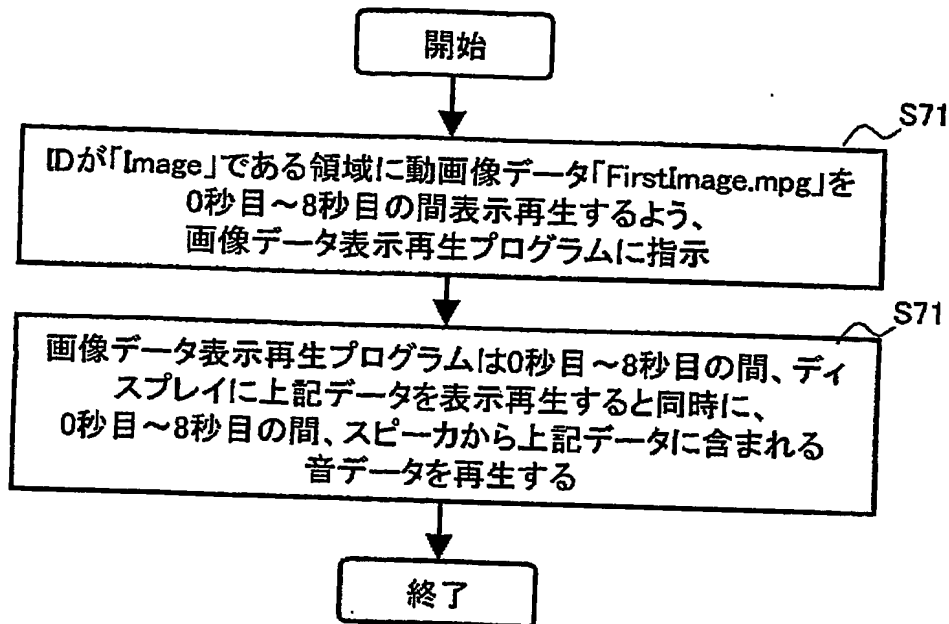 開始
S71
IDが「Image」である領域に動画像データ「FirstImage.mpg」を
0秒目～8秒目の間表示再生するよう、
画像データ表示再生プログラムに指示
S71
画像データ表示再生プログラムは0秒目～8秒目の間、ディ
スプレイに上記データを表示再生すると同時に、
0秒目～8秒目の間、スピーカから上記データに含まれる
音データを再生する
終了